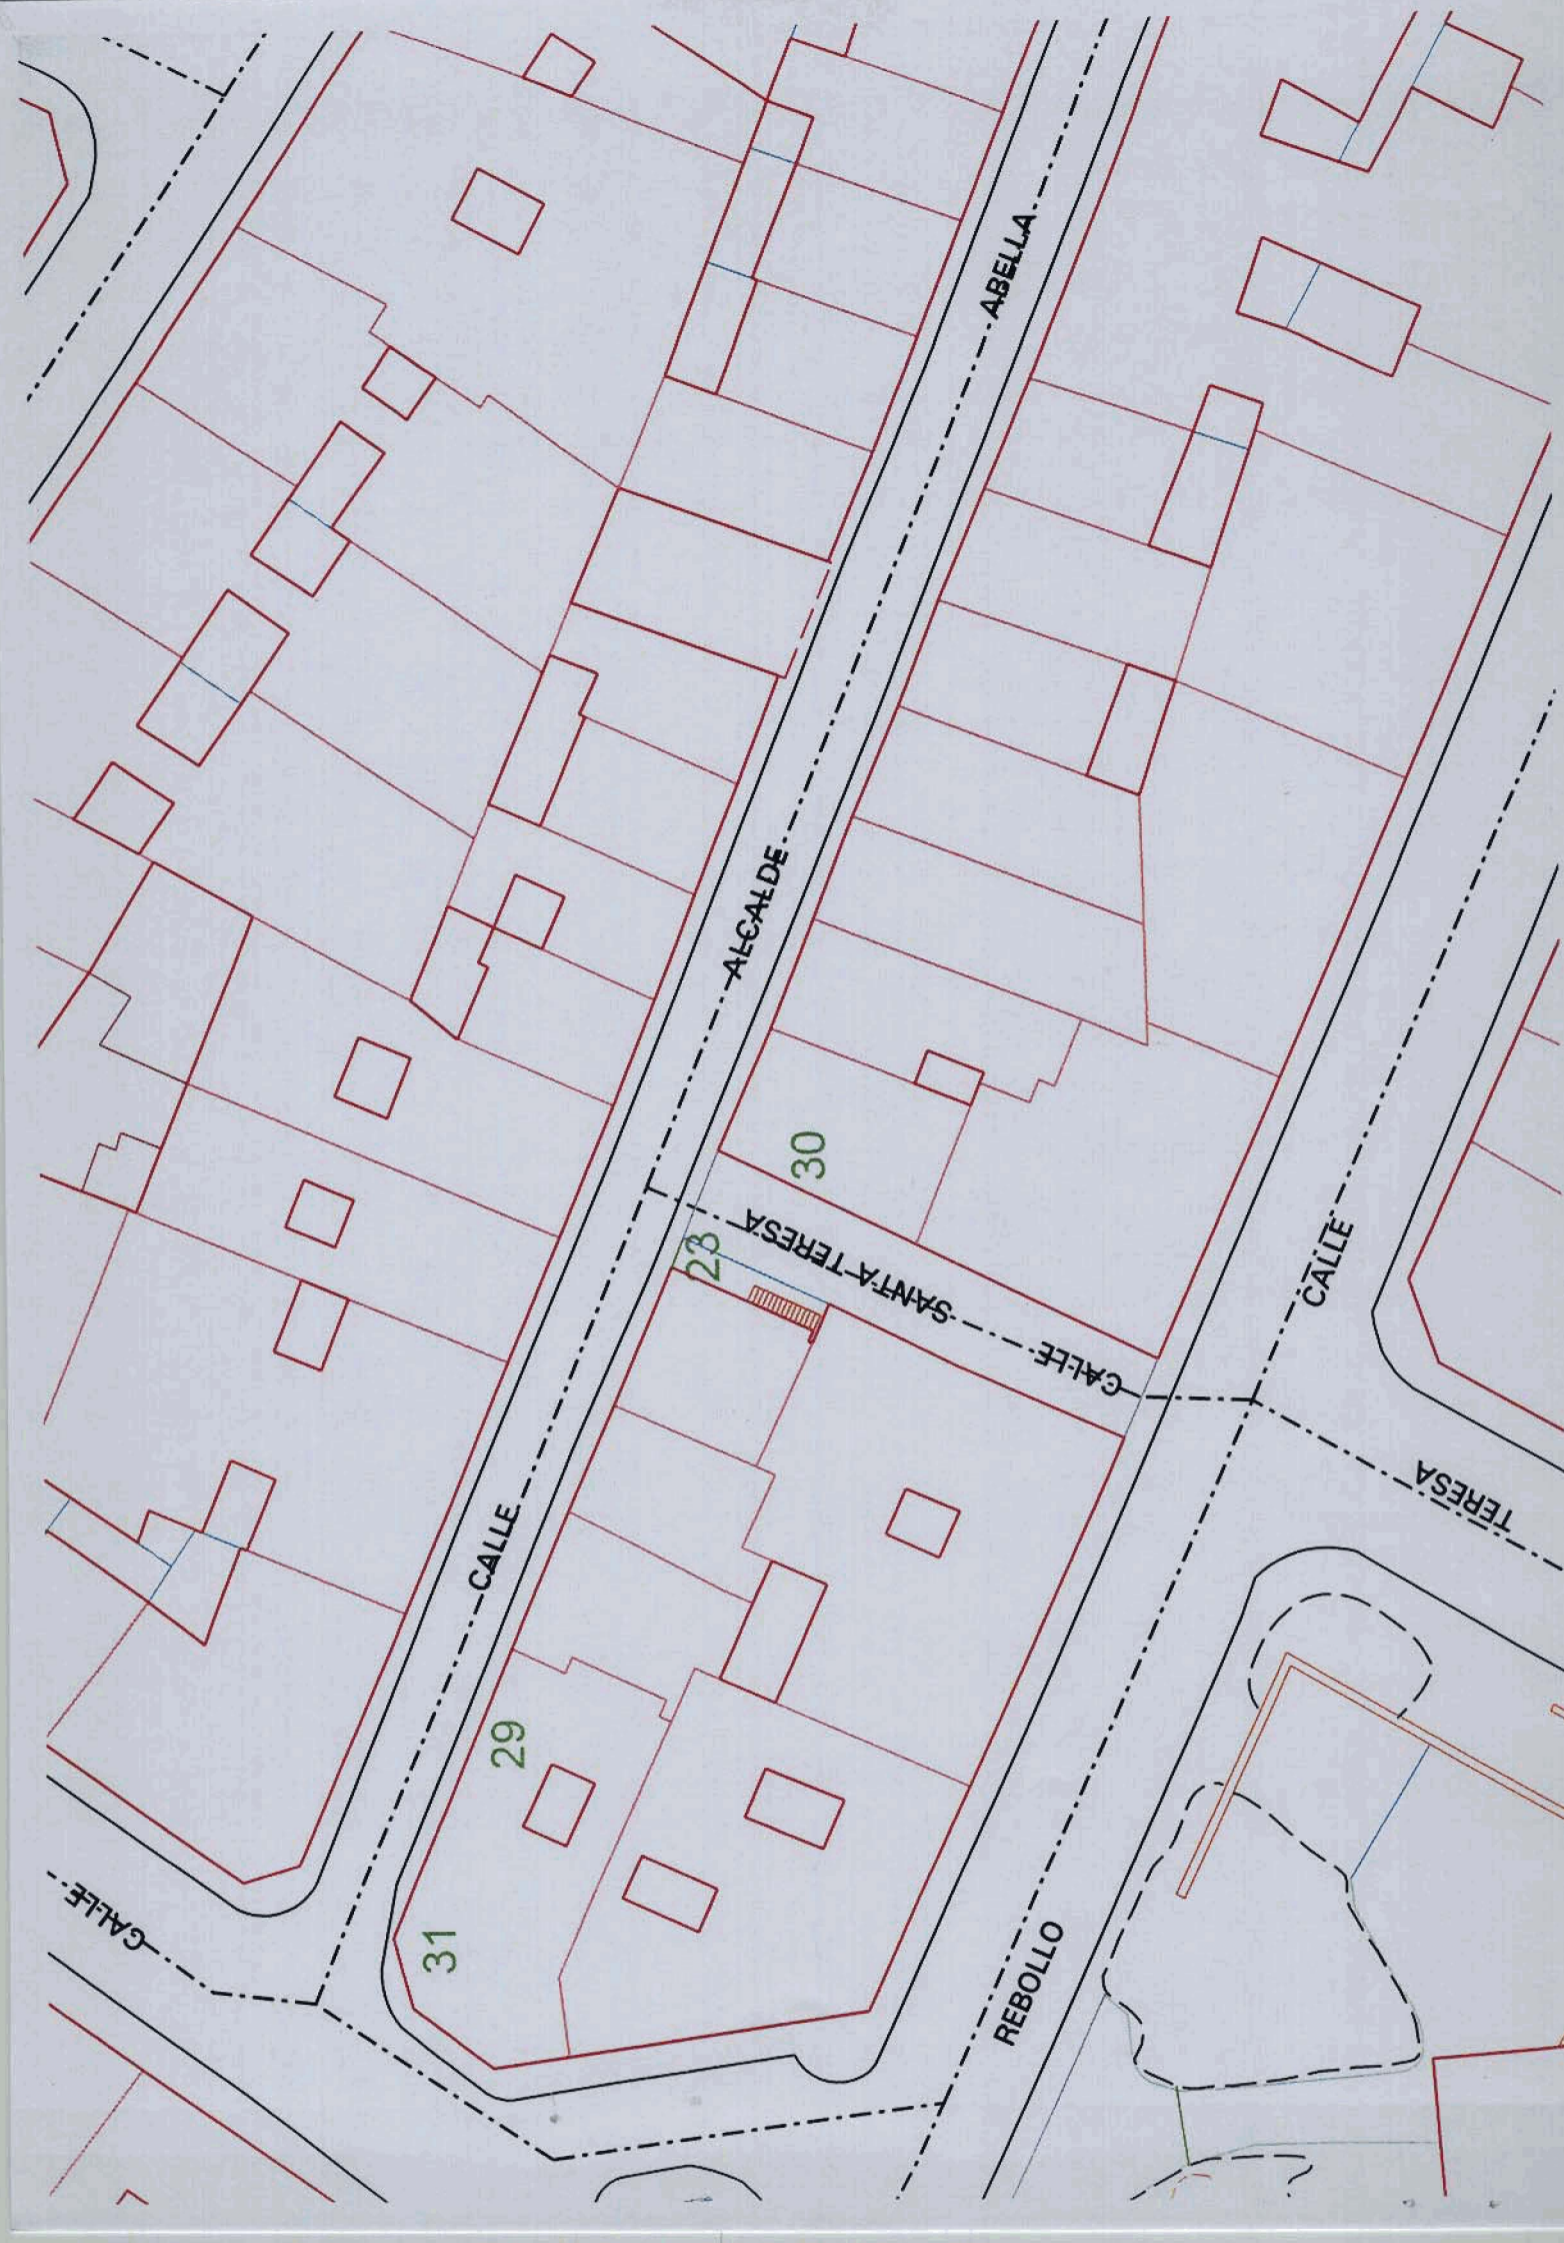 CALLE ALCALDE ABELLA
CALLE SANTA TERESA
REBOLLO CALLE
TERESA
CALLE
30
23
29
31